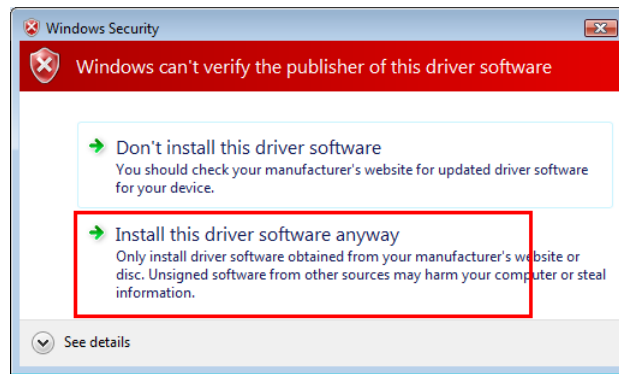 Windows Security
Windows can't verify the publisher of this driver software
Don't install this driver software
You should check your manufacturer's website for updated driver software
for your device.
Install this driver software anyway
Only install driver software obtained from your manufacturer's website or
disc. Unsigned software from other sources may harm your computer or steal
information.
See details